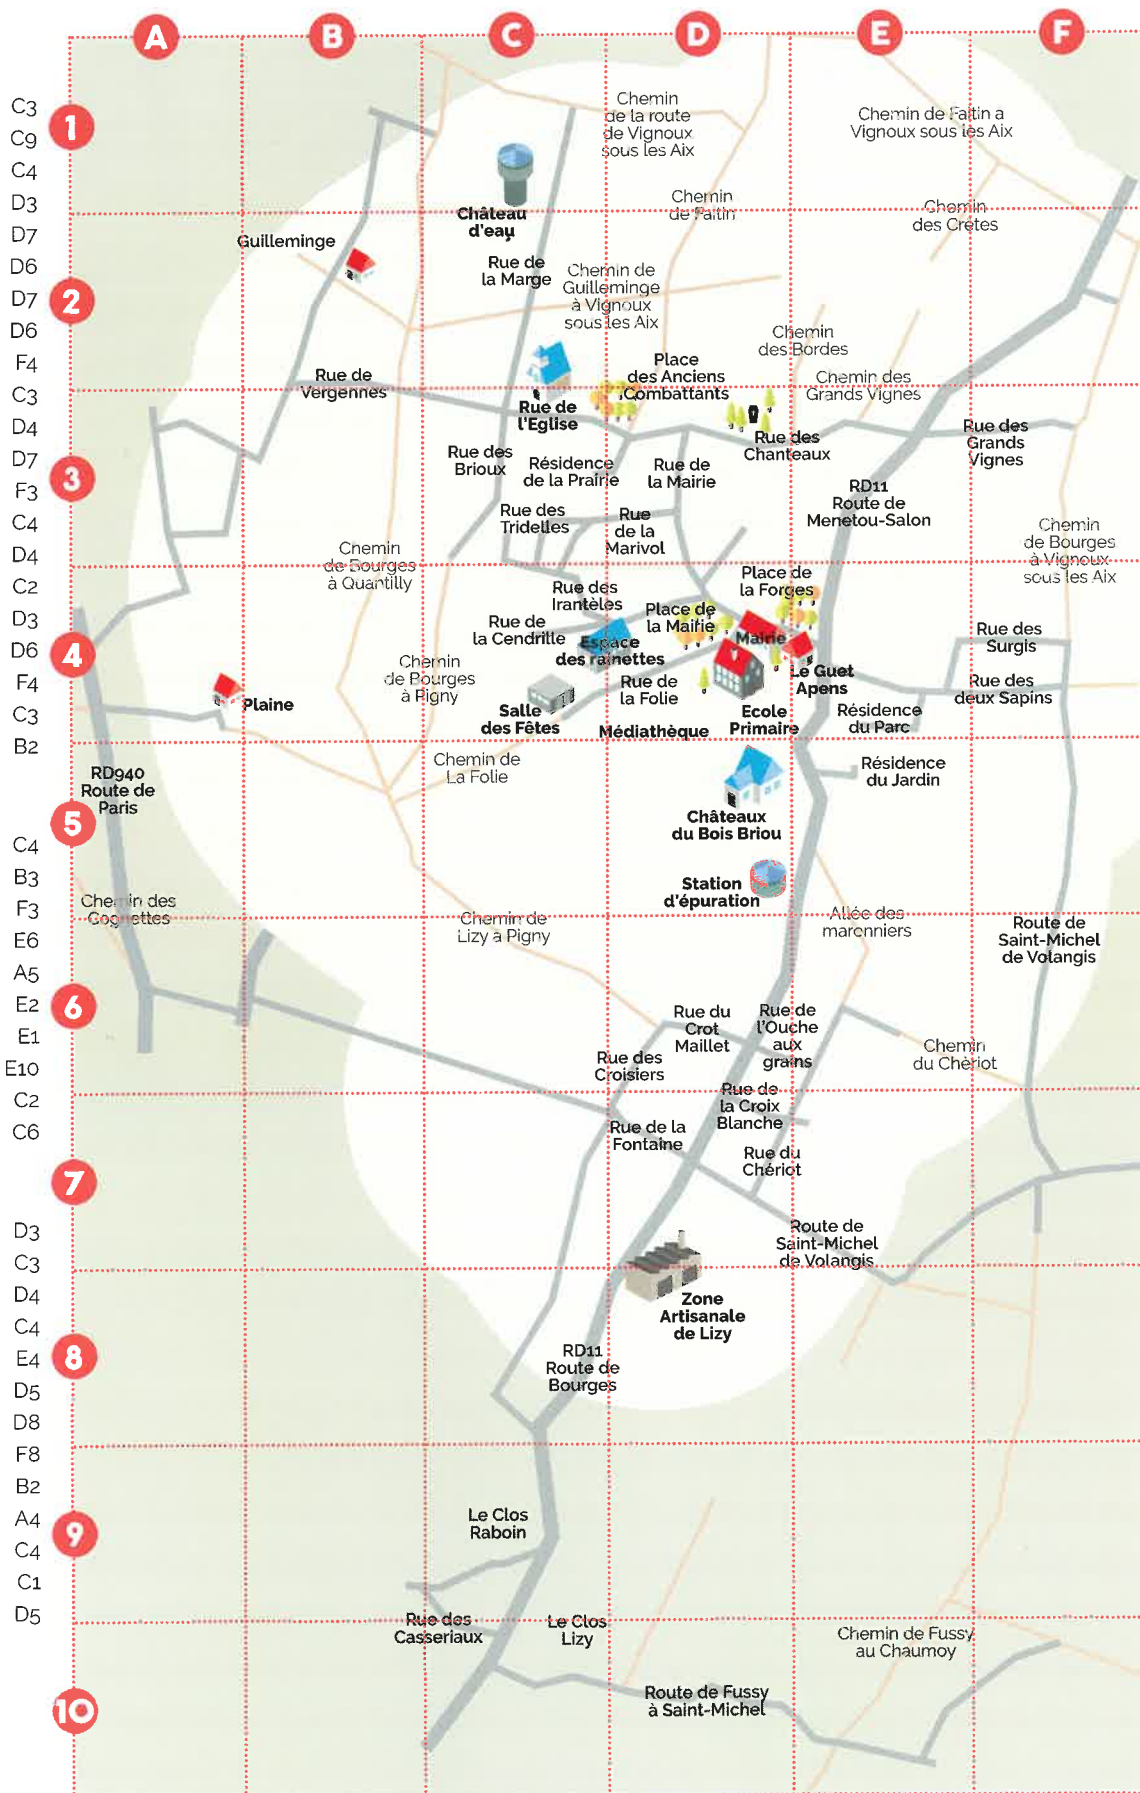 A
B
C
D
E
F
C3
C9
C4
D3
D7
D6
D7
D6
F4
C3
D4
D7
F3
C4
D4
C2
D3
D6
F4
C3
B2
C4
B3
F3
E6
A5
E2
E1
E10
C2
C6
D3
C3
D4
C4
E4
D5
D8
F8
B2
A4
C4
C1
D5
1
2
3
4
5
6
7
8
9
10
Chemin
de la route
de Vignoux
sous les Aix
Chemin de Faitin a
Vignoux sous les Aix
Château
d'eau
Chemin
de Faitin
Chemin
des Crêtes
Guilleminge
Rue de
la Marge
Chemin de
Guilleminge
à Vignoux
sous les Aix
Chemin
des Bordes
Rue de
Vergennes
Place
des Anciens
Combattants
Chemin des
Grands Vignes
Rue de
l'Eglise
Rue des
Chanteaux
Rue des
Grands
Vignes
Rue des
Brioux
Résidence
de la Prairie
Rue de
la Mairie
RD11
Route de
Menetou-Salon
Rue des
Tridelles
Rue
de la
Marivol
Chemin
de Bourges
à Quantilly
Chemin
de Bourges
à Vignoux
sous les Aix
Place de
la Forges
Rue des
Irantèles
Place de
la Mairie
Rue de
la Cendrille
Espace
des rainettes
Mairie
Rue des
Surgis
Chemin
de Bourges
à Pigny
Le Guet
Apens
Rue de
la Folie
Rue des
deux Sapins
Plaine
Salle
des Fêtes
Médiathèque
Ecole
Primaire
Résidence
du Parc
Chemin de
La Folie
Résidence
du Jardin
RD940
Route de
Paris
Châteaux
du Bois Briou
Station
d'épuration
Chemin des
Cognettes
Chemin de
Lizy à Pigny
Allée des
maronniers
Route de
Saint-Michel
de Volangis
Rue du
Crot
Maillet
Rue de
l'Ouche
aux
grains
Chemin
du Chèriot
Rue des
Croisiers
Rue de
la Croix
Blanche
Rue de la
Fontaine
Rue du
Chériot
Route de
Saint-Michel
de Volangis
Zone
Artisanale
de Lizy
RD11
Route de
Bourges
Le Clos
Raboin
Rue des
Casseriaux
Le Clos
Lizy
Chemin de Fussy
au Chaumoy
Route de Fussy
à Saint-Michel